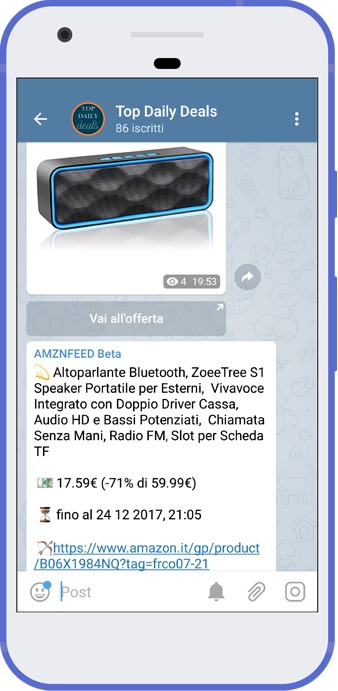 TOP
DAILY
deals
Top Daily Deals
86 iscritti
4 19:53
Vai all'offerta
AMZNFEED Beta
💫 Altoparlante Bluetooth, ZoeeTree S1
Speaker Portatile per Esterni, Vivavoce
Integrato con Doppio Driver Cassa,
Audio HD e Bassi Potenziati, Chiamata
Senza Mani, Radio FM, Slot per Scheda
TF
💶 17.59€ (-71% di 59.99€)
⏳ fino al 24 12 2017, 21:05
🏹https://www.amazon.it/gp/product
/B06X1984NQ?tag=frco07-21
Post